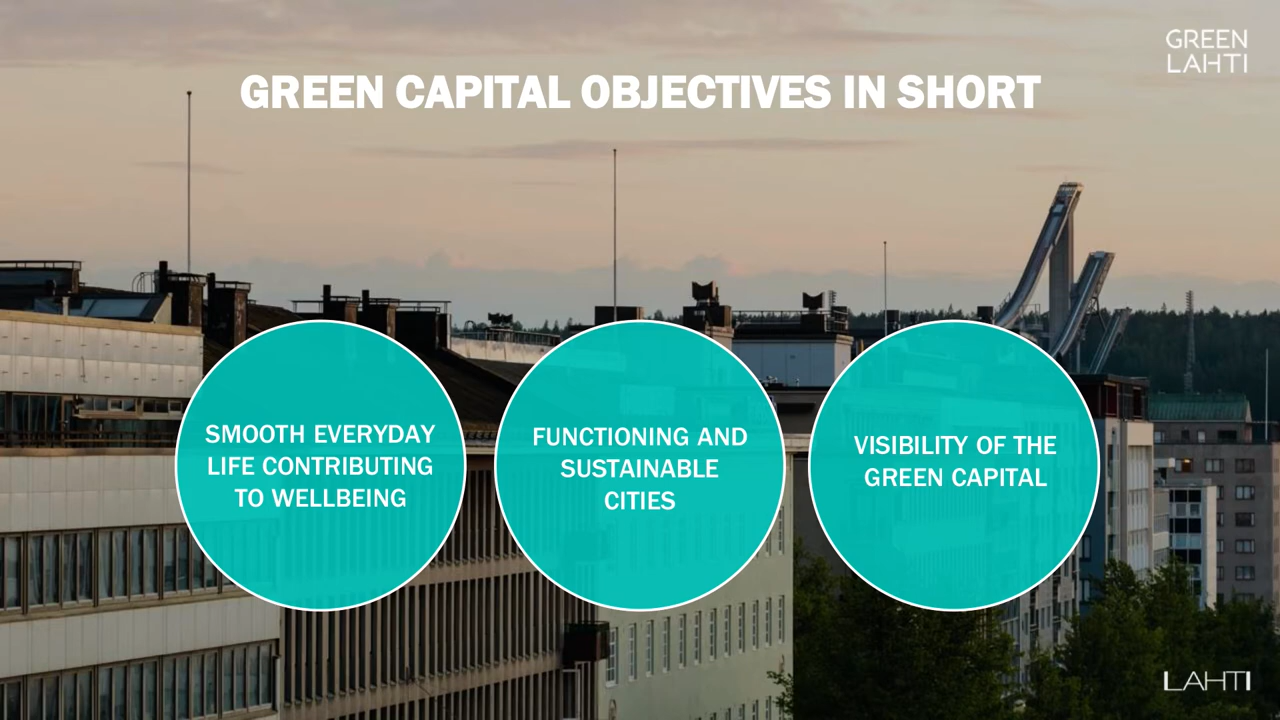 GREEN
LAHTI
GREEN CAPITAL OBJECTIVES IN SHORT
SMOOTH EVERYDAY
LIFE CONTRIBUTING
TO WELLBEING
FUNCTIONING AND
SUSTAINABLE
CITIES
VISIBILITY OF THE
GREEN CAPITAL
LAHTI